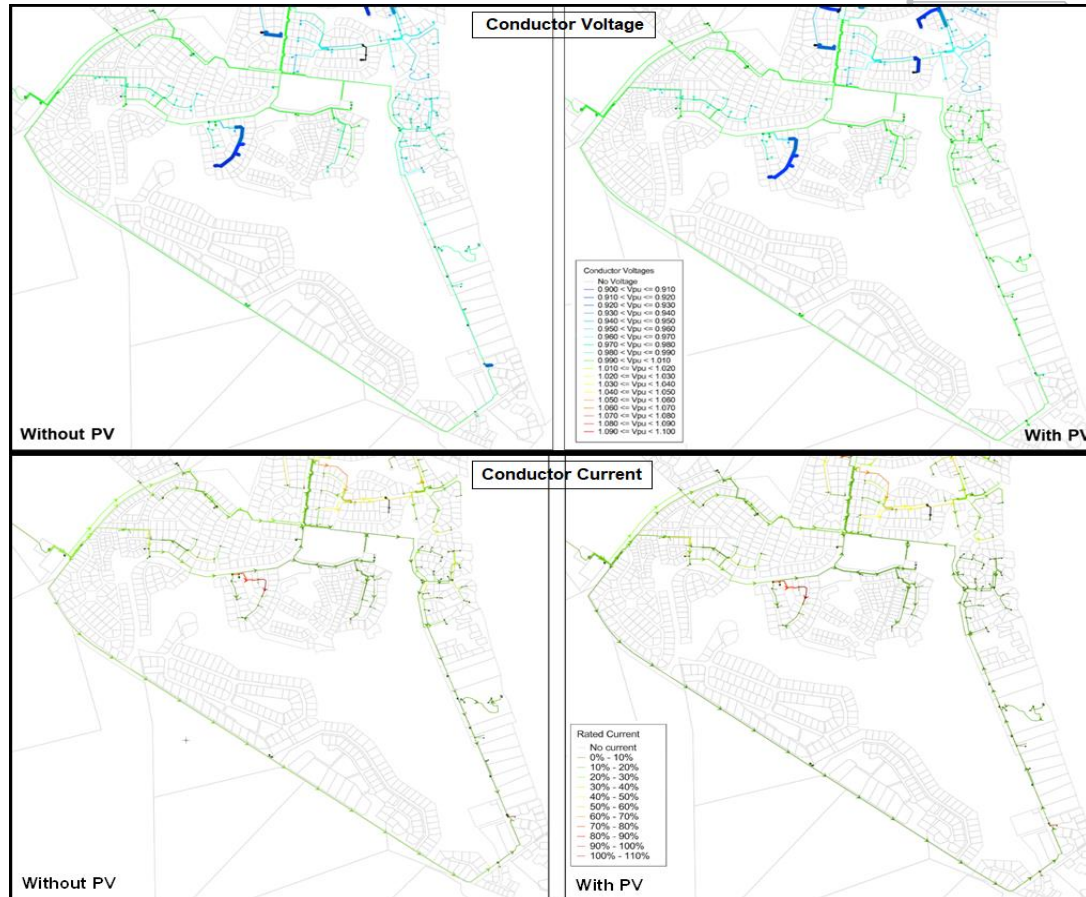 Conductor Voltage
Conductor Voltages
No Voltage
0.900 < Vpu <= 0.910
0.910 < Vpu <= 0.920
0.920 < Vpu <= 0.930
0.930 < Vpu <= 0.940
0.940 < Vpu <= 0.950
0.950 < Vpu <= 0.960
0.960 < Vpu <= 0.970
0.970 < Vpu <= 0.980
0.980 < Vpu <= 0.990
0.990 < Vpu < 1.010
1.010 <= Vpu < 1.020
1.020 <= Vpu < 1.030
1.030 <= Vpu < 1.040
1.040 <= Vpu < 1.050
1.050 <= Vpu < 1.060
1.060 <= Vpu < 1.070
1.070 <= Vpu < 1.080
1.080 <= Vpu < 1.090
1.090 <= Vpu < 1.100
Without PV
With PV
Conductor Current
Rated Current
No current
0% - 10%
10% - 20%
20% - 30%
30% - 40%
40% - 50%
50% - 60%
60% - 70%
70% - 80%
80% - 90%
90% - 100%
100% - 110%
Without PV
With PV